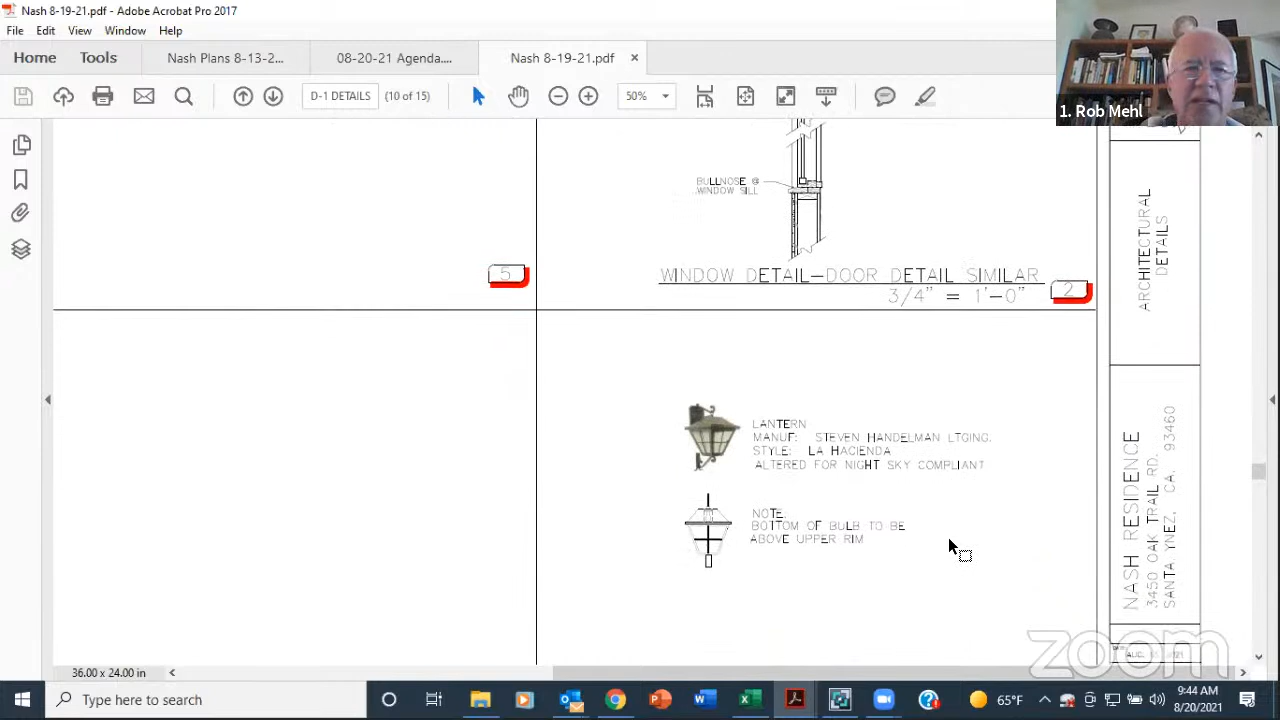 Nash 8-19-21.pdf - Adobe Acrobat Pro 2017
File Edit View Window Help
Home Tools Nash Plans 8-13-2... 08-20-21 Agenda.... Nash 8-19-21.pdf
D-1 DETAILS (10 of 15) 50%
1. Rob Mehl
BULLNOSE @
WINDOW SILL
5
WINDOW DETAIL-DOOR DETAIL SIMILAR
3/4" = 1'-0"
2
ARCHITECTURAL
DETAILS
LANTERN
MANUF: STEVEN HANDELMAN LTGING.
STYLE: LA HACIENDA
ALTERED FOR NIGHT SKY COMPLIANT
NOTE:
BOTTOM OF BULB TO BE
ABOVE UPPER RIM
NASH RESIDENCE
3450 OAK TRAIL RD.
SANTA YNEZ, CA. 93460
zoom
36.00 x 24.00 in
Type here to search
65°F
9:44 AM
8/20/2021